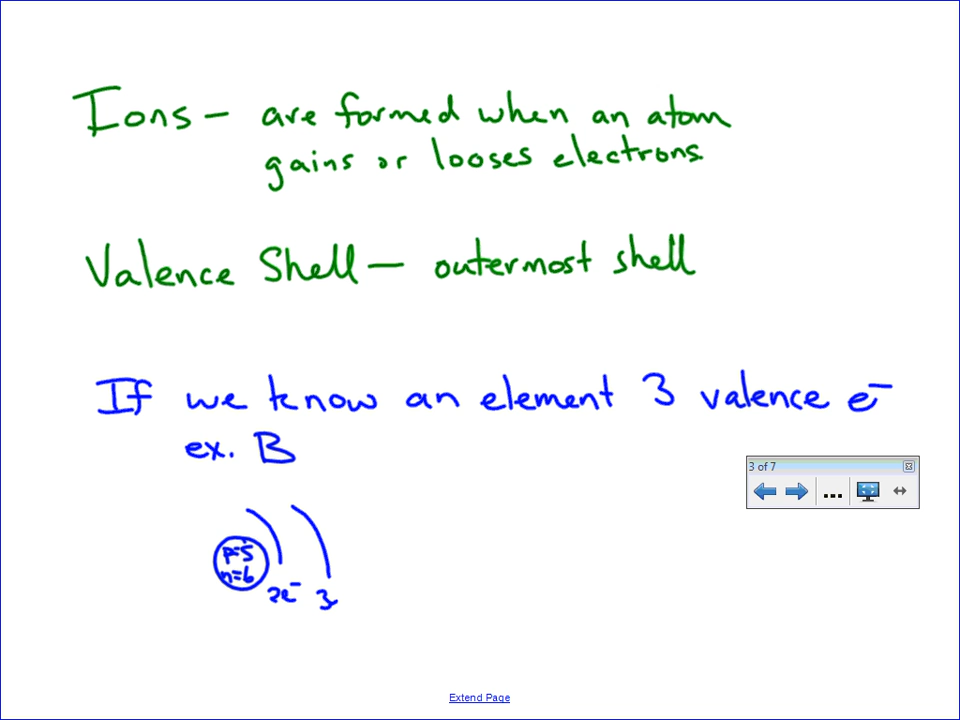 Ions – are formed when an atom
gains or looses electrons
Valence Shell – outermost shell
If we know an element 3 valence e⁻
ex. B
3 of 7
...
p=5
n=6
2e⁻ 3
Extend Page